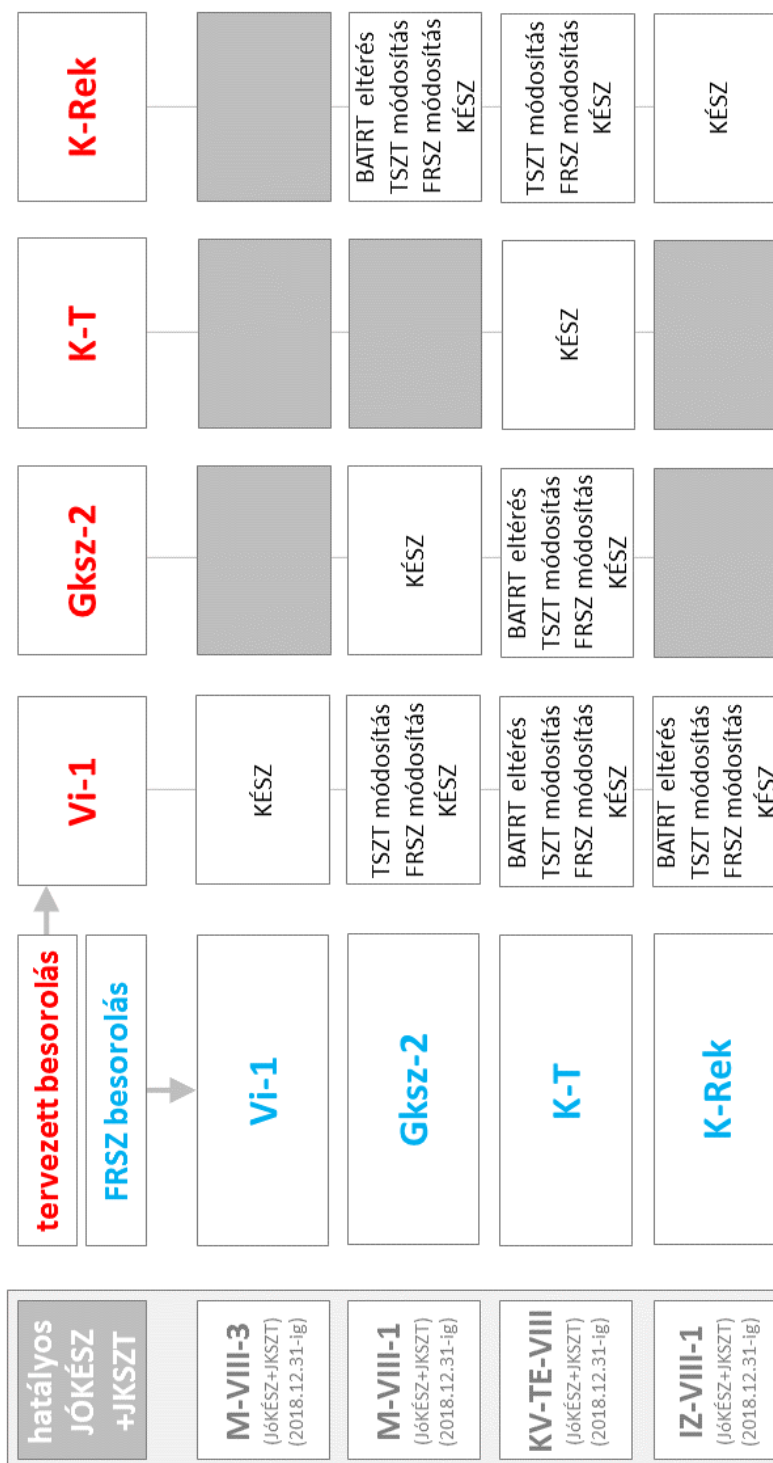 hatályos
JÓKÉSZ
+JKSZT
tervezett besorolás
FRSZ besorolás
Vi-1
Gksz-2
K-T
K-Rek
M-VIII-3
(JóKÉSZ+JKSZT)
(2018.12.31-ig)
Vi-1
KÉSZ
M-VIII-1
(JóKÉSZ+JKSZT)
(2018.12.31-ig)
Gksz-2
TSZT módosítás
FRSZ módosítás
KÉSZ
KÉSZ
BATRT eltérés
TSZT módosítás
FRSZ módosítás
KÉSZ
KV-TE-VIII
(JóKÉSZ+JKSZT)
(2018.12.31-ig)
K-T
BATRT eltérés
TSZT módosítás
FRSZ módosítás
KÉSZ
BATRT eltérés
TSZT módosítás
FRSZ módosítás
KÉSZ
KÉSZ
TSZT módosítás
FRSZ módosítás
KÉSZ
IZ-VIII-1
(JóKÉSZ+JKSZT)
(2018.12.31-ig)
K-Rek
BATRT eltérés
TSZT módosítás
FRSZ módosítás
KÉSZ
KÉSZ